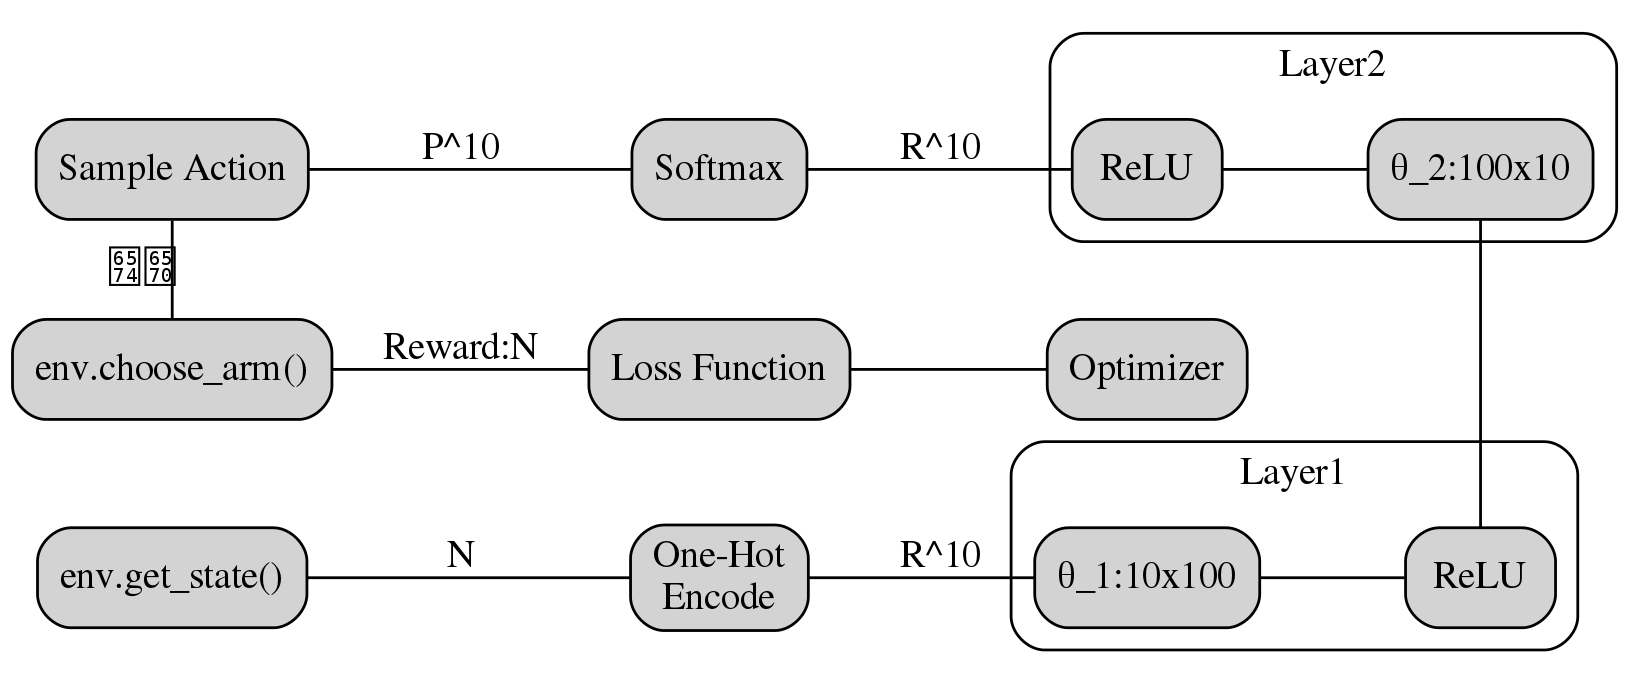 Layer2
Sample Action
P^10
Softmax
R^10
ReLU
θ_2:100x10
env.choose_arm()
Reward:N
Loss Function
Optimizer
Layer1
env.get_state()
N
One-Hot
Encode
R^10
θ_1:10x100
ReLU